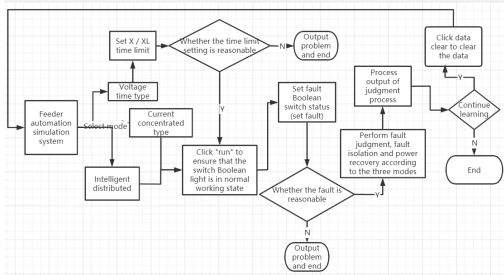 Set X / XL
time limit
Whether the time limit
setting is reasonable
N
Output
problem
and end
Click data
clear to clear
the data
Voltage
time type
Y
Set fault
Boolean
switch status
(set fault)
Process
output of
judgment
process
Y
Continue
learning
Feeder
automation
simulation
system
Select mode
Current
concentrated
type
Click "run" to
ensure that the
switch Boolean
light is in normal
working state
Perform fault
judgment, fault
isolation and power
recovery according
to the three modes
N
Intelligent
distributed
Whether the fault is
reasonable
Y
End
N
Output
problem
and end